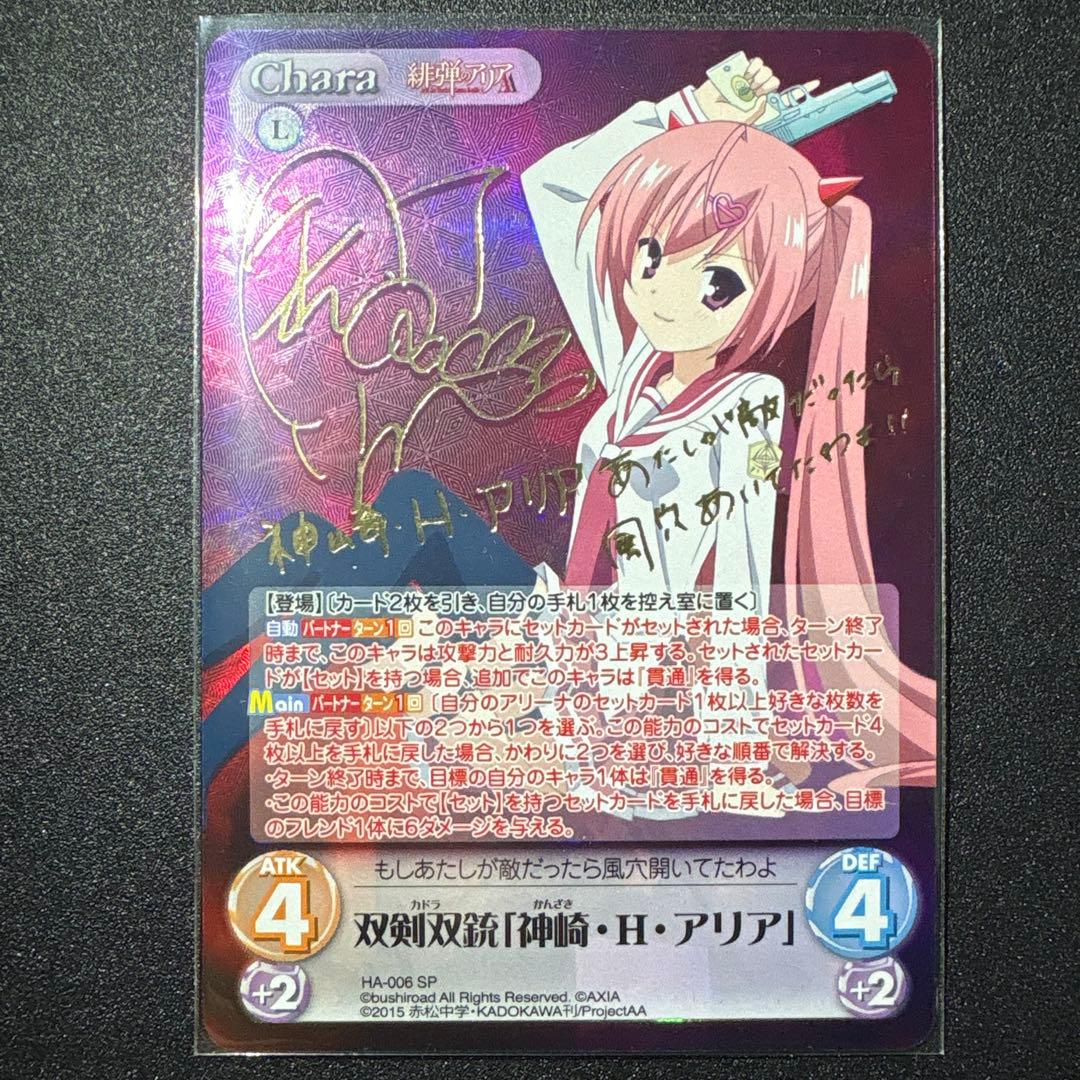 Chara 緋弾のアリアAA
L
神崎・H・アリア あたしが敵だったら
風穴あいてたわよ!!
【登場】〔カード2枚を引き、自分の手札1枚を控え室に置く〕
自動 パートナー ターン1回 このキャラにセットカードがセットされた場合、ターン終了
時まで、このキャラは攻撃力と耐久力が3上昇する。セットされたセットカー
ドが【セット】を持つ場合、追加でこのキャラは『貫通』を得る。
Main パートナー ターン1回 〔自分のアリーナのセットカード1枚以上好きな枚数を
手札に戻す〕以下の2つから1つを選ぶ。この能力のコストでセットカード4
枚以上を手札に戻した場合、かわりに2つを選び、好きな順番で解決する。
・ターン終了時まで、目標の自分のキャラ1体は『貫通』を得る。
・この能力のコストで【セット】を持つセットカードを手札に戻した場合、目標
のフレンド1体に6ダメージを与える。
ATK
4
+2
もしあたしが敵だったら風穴開いてたわよ
カドラ かんざき
双剣双銃「神崎・H・アリア」
DEF
4
+2
HA-006 SP
©bushiroad All Rights Reserved. ©AXIA
©2015 赤松中学・KADOKAWA刊/ProjectAA